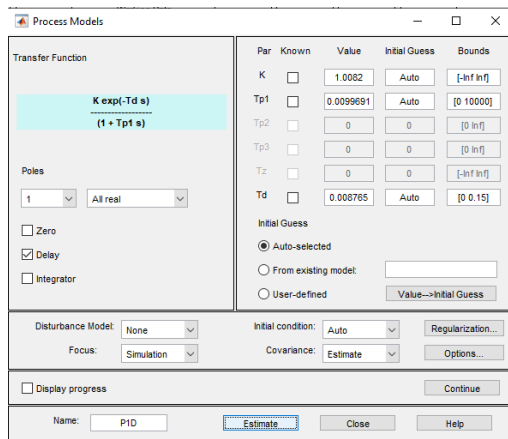 Process Models
Transfer Function
K exp(-Td s)
------------------
(1 + Tp1 s)
Poles
1 All real
Zero
Delay
Integrator
Par Known Value Initial Guess Bounds
K 1.0082 Auto [-Inf Inf]
Tp1 0.0099691 Auto [0 10000]
Tp2 0 0 [0 Inf]
Tp3 0 0 [0 Inf]
Tz 0 0 [-Inf Inf]
Td 0.008765 Auto [0 0.15]
Initial Guess
Auto-selected
From existing model:
User-defined Value-->Initial Guess
Disturbance Model: None Initial condition: Auto Regularization...
Focus: Simulation Covariance: Estimate Options...
Display progress Continue
Name: P1D Estimate Close Help